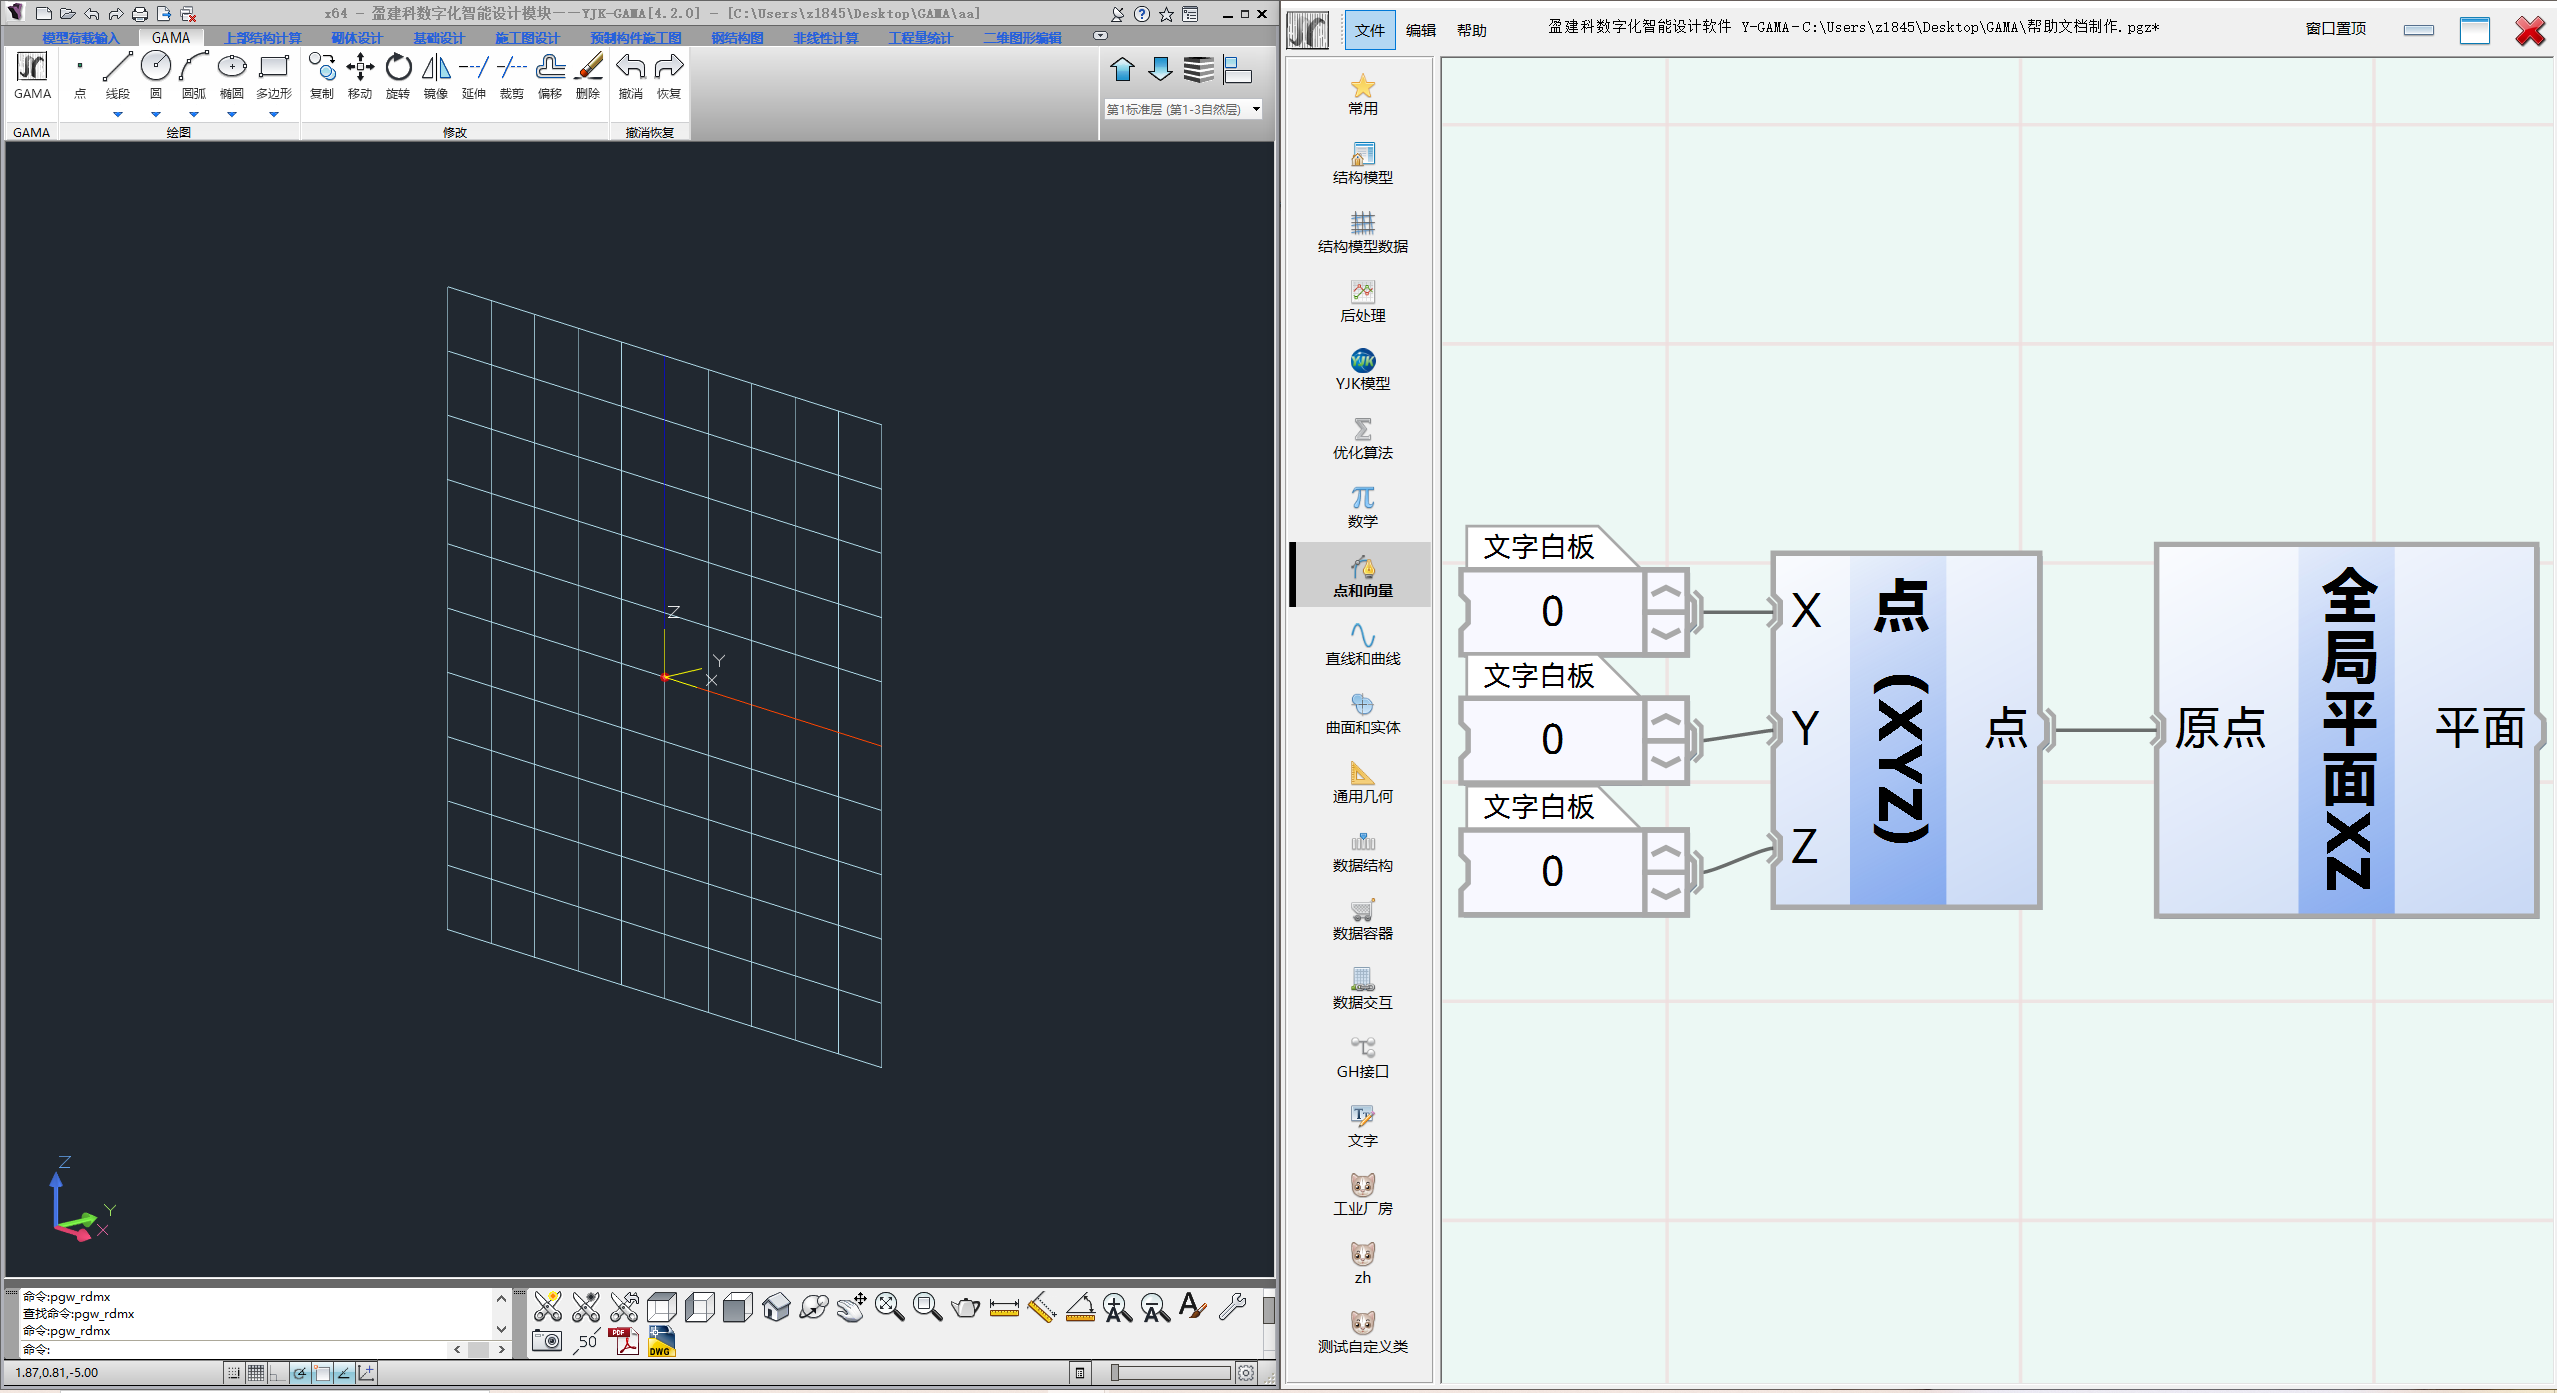 x64 - 盈建科数字化智能设计模块——YJK-GAMA[4.2.0] - [C:\Users\z1845\Desktop\GAMA\aa]
模型荷载输入 GAMA 上部结构计算 砌体设计 基础设计 施工图设计 预制构件施工图 钢结构图 非线性计算 工程量统计 二维图形编辑
GAMA 点 线段 圆 圆弧 椭圆 多边形 复制 移动 旋转 镜像 延伸 裁剪 偏移 删除 撤消 恢复
第1标准层 (第1-3自然层)
GAMA 绘图 修改 撤消恢复
Z
Y
X
Z
Y
X
命令:pgw_rdmx
查找命令:pgw_rdmx
命令:pgw_rdmx
命令:
50
PDF
DWG
1.87,0.81,-5.00
文件 编辑 帮助 盈建科数字化智能设计软件 Y-GAMA-C:\Users\z1845\Desktop\GAMA\帮助文档制作.pgz* 窗口置顶
常用
结构模型
结构模型数据
后处理
YJK
YJK模型
优化算法
数学
点和向量
直线和曲线
曲面和实体
通用几何
数据结构
数据容器
数据交互
GH接口
文字
工业厂房
zh
测试自定义类
文字白板
0
文字白板
0
文字白板
0
X
Y
Z
点（XYZ）
点
原点
全局平面XZ
平面